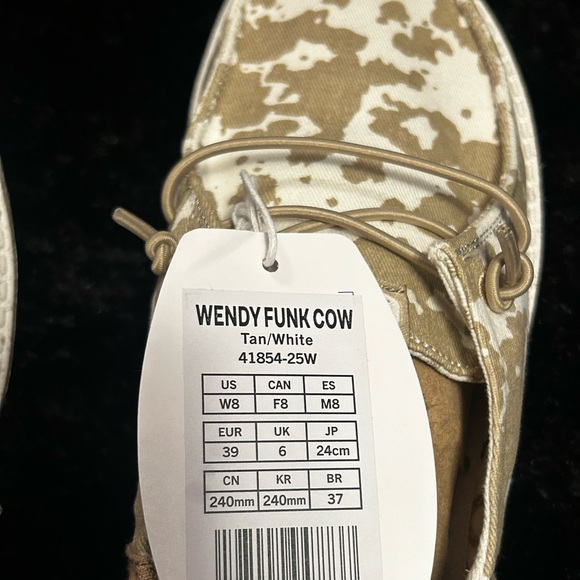 WENDY FUNK COW
Tan/White
41854-25W
US CAN ES
W8 F8 M8
EUR UK JP
39 6 24cm
CN KR BR
240mm 240mm 37